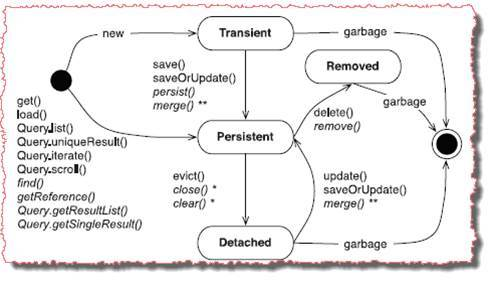 new
Transient
garbage
save()
saveOrUpdate()
persist()
merge() **
Removed
garbage
get()
load()
Query.list()
Query.uniqueResult()
Query.iterate()
Query.scroll()
find()
getReference()
Query.getResultList()
Query.getSingleResult()
Persistent
delete()
remove()
evict()
close() *
clear() *
update()
saveOrUpdate()
merge() **
Detached
garbage